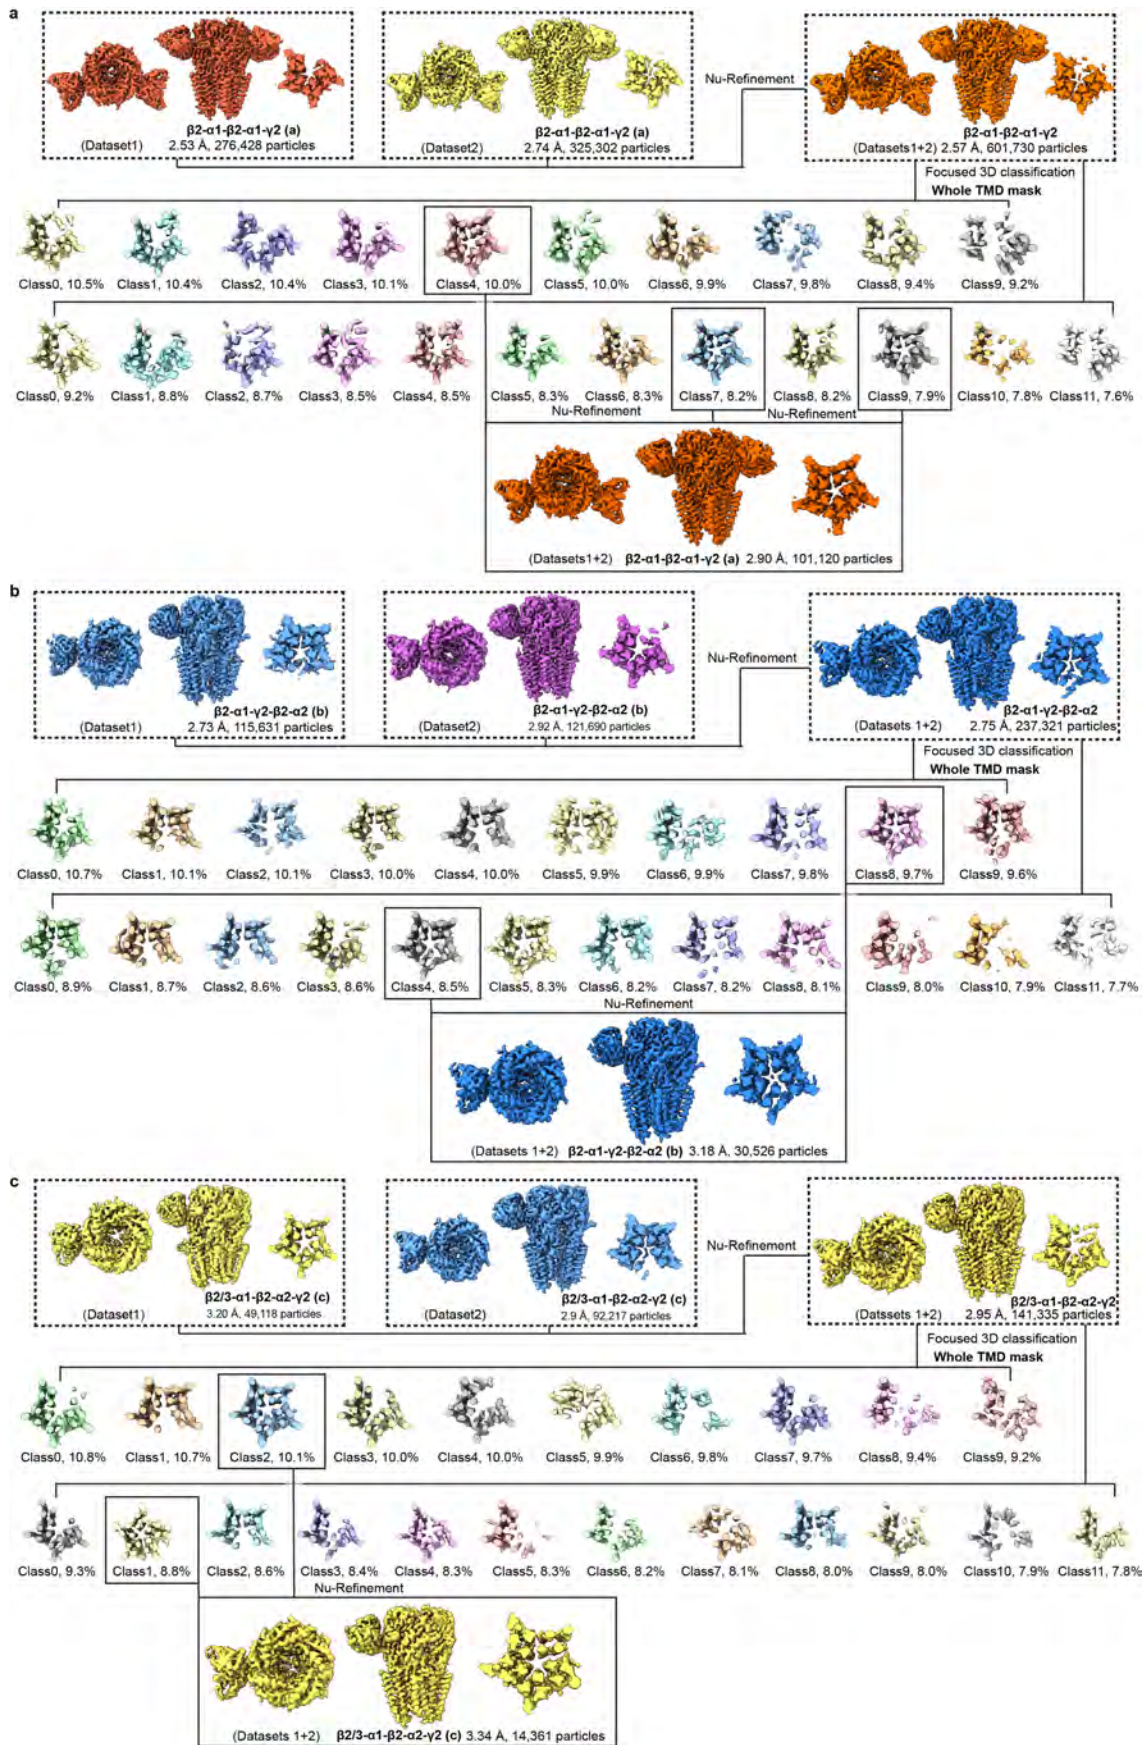 a
β2-α1-β2-α1-γ2 (a)
(Dataset1) 2.53 Å, 276,428 particles
β2-α1-β2-α1-γ2 (a)
(Dataset2) 2.74 Å, 325,302 particles
Nu-Refinement
β2-α1-β2-α1-γ2
(Datasets1+2) 2.57 Å, 601,730 particles
Focused 3D classification
Whole TMD mask
Class0, 10.5% Class1, 10.4% Class2, 10.4% Class3, 10.1% Class4, 10.0% Class5, 10.0% Class6, 9.9% Class7, 9.8% Class8, 9.4% Class9, 9.2%
Class0, 9.2% Class1, 8.8% Class2, 8.7% Class3, 8.5% Class4, 8.5% Class5, 8.3% Class6, 8.3% Class7, 8.2% Class8, 8.2% Class9, 7.9% Class10, 7.8% Class11, 7.6%
Nu-Refinement Nu-Refinement
(Datasets1+2) β2-α1-β2-α1-γ2 (a) 2.90 Å, 101,120 particles
b
β2-α1-γ2-β2-α2 (b)
(Dataset1) 2.73 Å, 115,631 particles
β2-α1-γ2-β2-α2 (b)
(Dataset2) 2.92 Å, 121,690 particles
Nu-Refinement
β2-α1-γ2-β2-α2
(Datasets 1+2) 2.75 Å, 237,321 particles
Focused 3D classification
Whole TMD mask
Class0, 10.7% Class1, 10.1% Class2, 10.1% Class3, 10.0% Class4, 10.0% Class5, 9.9% Class6, 9.9% Class7, 9.8% Class8, 9.7% Class9, 9.6%
Class0, 8.9% Class1, 8.7% Class2, 8.6% Class3, 8.6% Class4, 8.5% Class5, 8.3% Class6, 8.2% Class7, 8.2% Class8, 8.1% Class9, 8.0% Class10, 7.9% Class11, 7.7%
Nu-Refinement
(Datasets 1+2) β2-α1-γ2-β2-α2 (b) 3.18 Å, 30,526 particles
c
β2/3-α1-β2-α2-γ2 (c)
(Dataset1) 3.20 Å, 49,118 particles
β2/3-α1-β2-α2-γ2 (c)
(Dataset2) 2.9 Å, 92,217 particles
Nu-Refinement
β2/3-α1-β2-α2-γ2
(Datssets 1+2) 2.95 Å, 141,335 particles
Focused 3D classification
Whole TMD mask
Class0, 10.8% Class1, 10.7% Class2, 10.1% Class3, 10.0% Class4, 10.0% Class5, 9.9% Class6, 9.8% Class7, 9.7% Class8, 9.4% Class9, 9.2%
Class0, 9.3% Class1, 8.8% Class2, 8.6% Class3, 8.4% Class4, 8.3% Class5, 8.3% Class6, 8.2% Class7, 8.1% Class8, 8.0% Class9, 8.0% Class10, 7.9% Class11, 7.8%
Nu-Refinement
(Datasets 1+2) β2/3-α1-β2-α2-γ2 (c) 3.34 Å, 14,361 particles